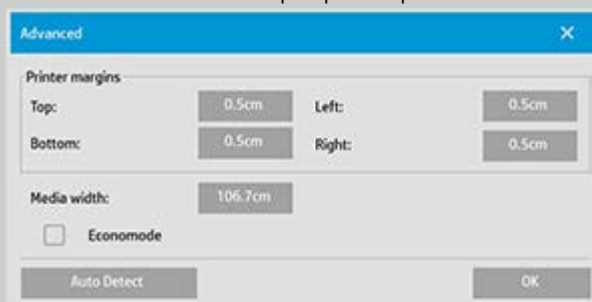 Advanced
Printer margins
Top: 0.5cm Left: 0.5cm
Bottom: 0.5cm Right: 0.5cm
Media width: 106.7cm
Economode
Auto Detect OK